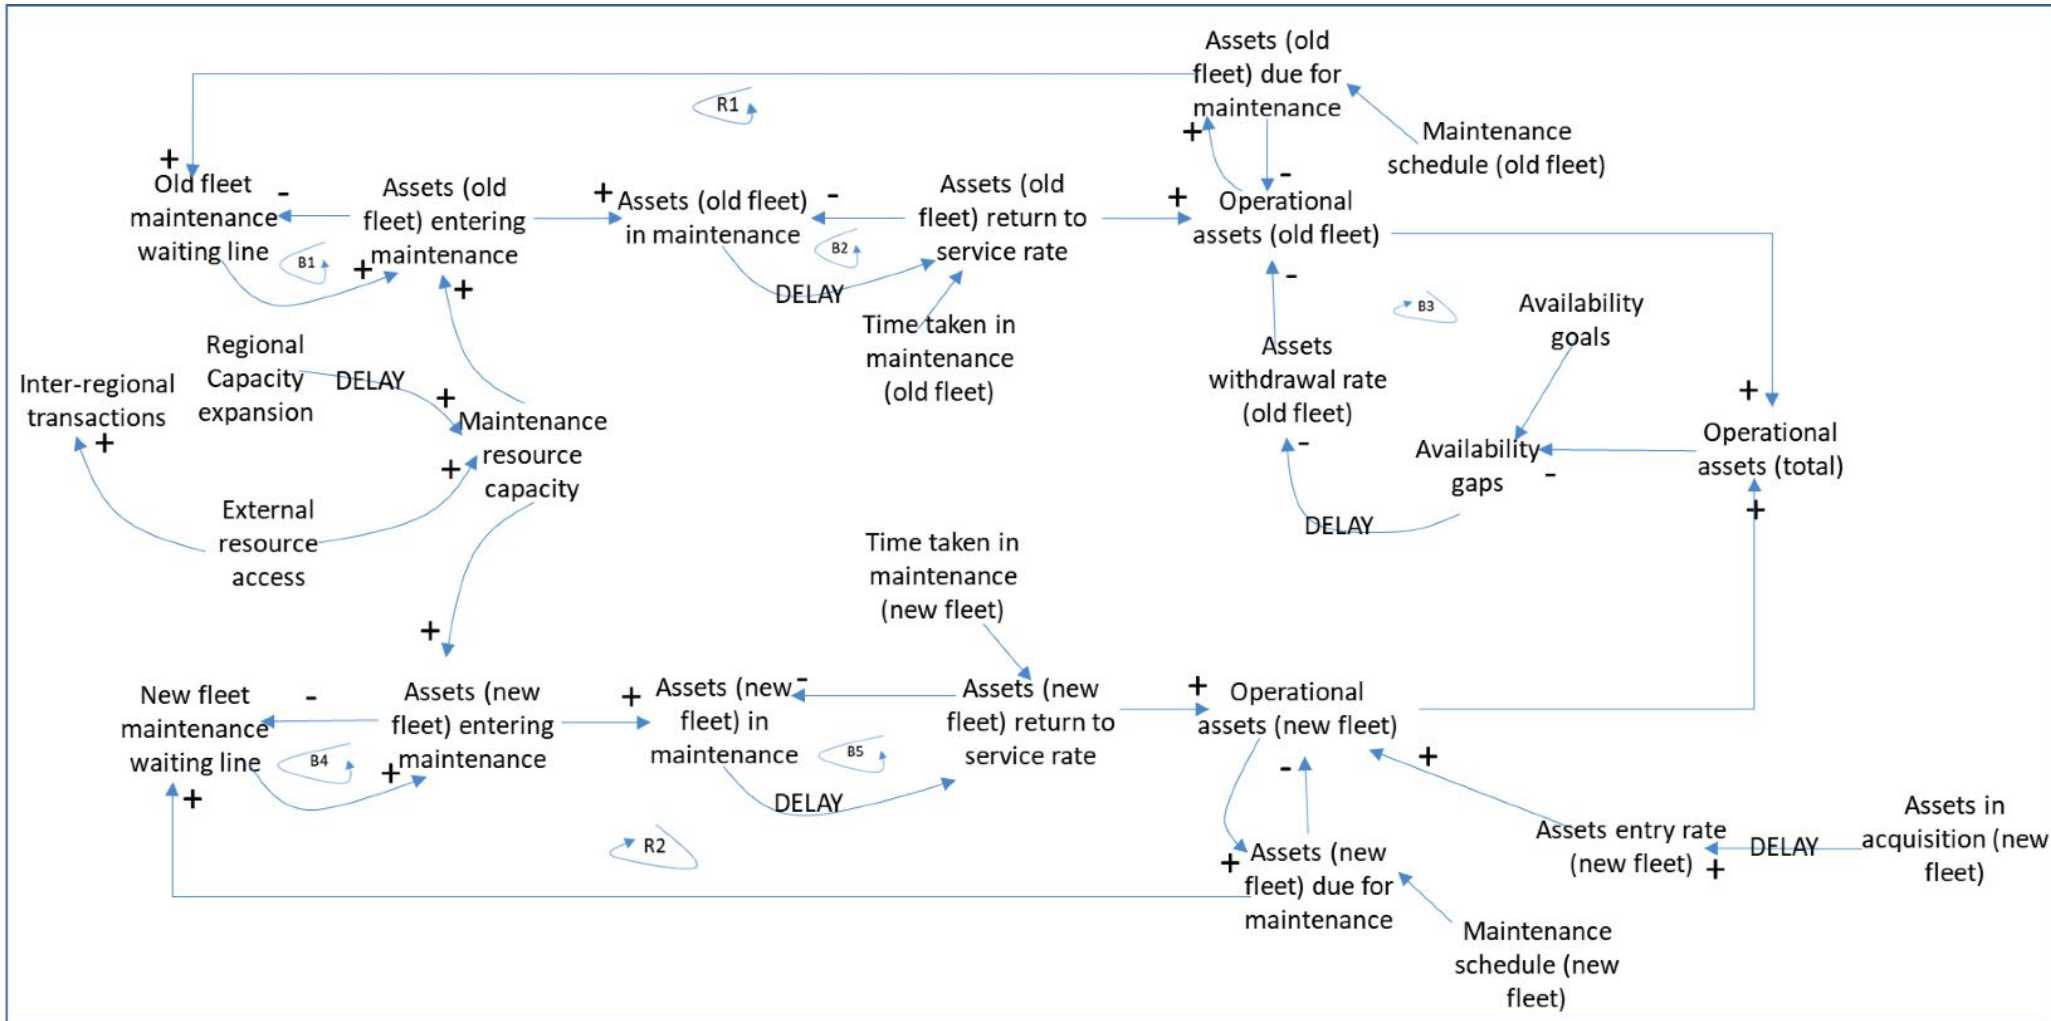 Assets (old
fleet) due for
maintenance
R1
+
Maintenance
schedule (old fleet)
+
-
Old fleet
maintenance
waiting line
-
Assets (old
fleet) entering
maintenance
+
Assets (old fleet)
in maintenance
-
Assets (old
fleet) return to
service rate
+
Operational
assets (old fleet)
B1
+
B2
DELAY
+
-
Time taken in
maintenance
(old fleet)
B3
Availability
goals
Regional
Capacity
expansion
DELAY
+
Inter-regional
transactions
+
Maintenance
resource
capacity
+
External
resource
access
Assets
withdrawal rate
(old fleet)
-
DELAY
Availability
gaps
-
+
Operational
assets (total)
+
Time taken in
maintenance
(new fleet)
+
New fleet
maintenance
waiting line
-
Assets (new
fleet) entering
maintenance
+
Assets (new
fleet) in
maintenance
-
Assets (new
fleet) return to
service rate
+
Operational
assets (new fleet)
B4
+
B5
+
DELAY
-
+
R2
+
Assets (new
fleet) due for
maintenance
Assets entry rate
(new fleet)
+
DELAY
Assets in
acquisition (new
fleet)
Maintenance
schedule (new
fleet)